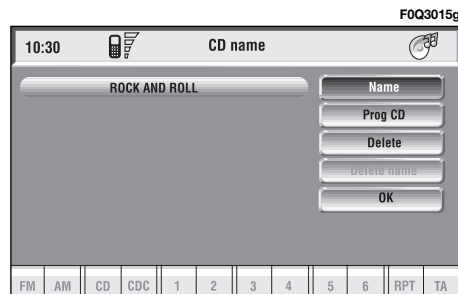 F0Q3015g
10:30 CD name
ROCK AND ROLL
Name
Prog CD
Delete
Delete name
OK
FM AM CD CDC 1 2 3 4 5 6 RPT TA